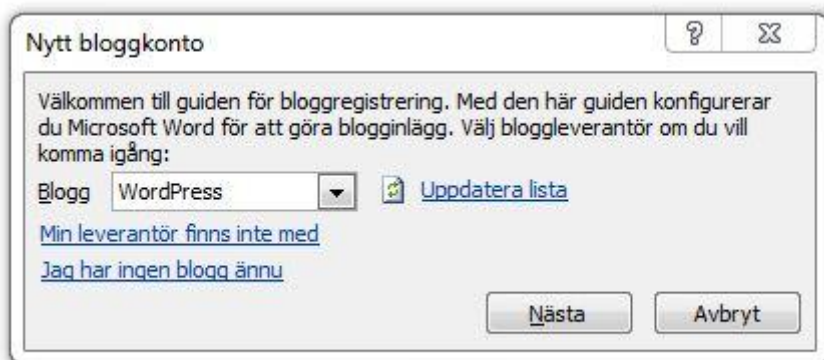 Nytt bloggkonto
Välkommen till guiden för bloggregistrering. Med den här guiden konfigurerar
du Microsoft Word för att göra blogginlägg. Välj bloggleverantör om du vill
komma igång:
Blogg WordPress Uppdatera lista
Min leverantör finns inte med
Jag har ingen blogg ännu
Nästa Avbryt